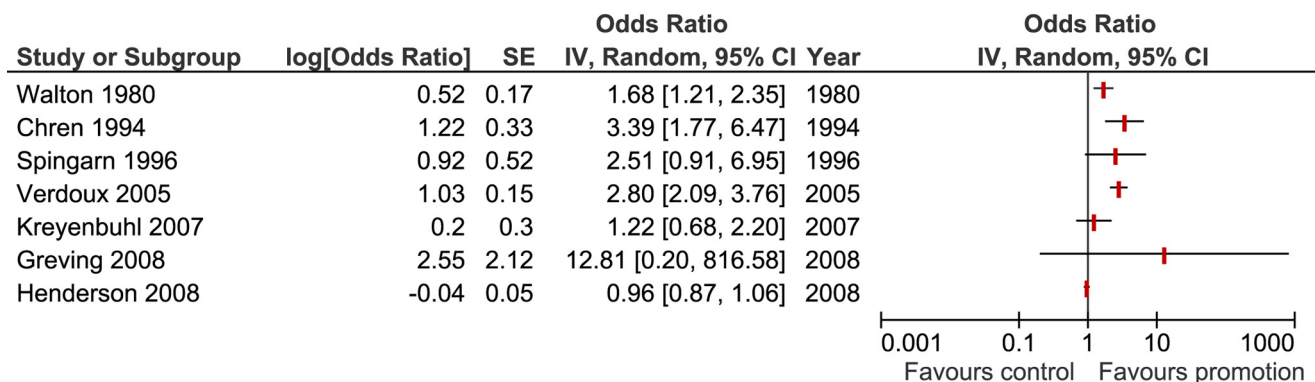 Odds Ratio Odds Ratio
Study or Subgroup log[Odds Ratio] SE IV, Random, 95% CI Year IV, Random, 95% CI
Walton 1980 0.52 0.17 1.68 [1.21, 2.35] 1980
Chren 1994 1.22 0.33 3.39 [1.77, 6.47] 1994
Spingarn 1996 0.92 0.52 2.51 [0.91, 6.95] 1996
Verdoux 2005 1.03 0.15 2.80 [2.09, 3.76] 2005
Kreyenbuhl 2007 0.2 0.3 1.22 [0.68, 2.20] 2007
Greving 2008 2.55 2.12 12.81 [0.20, 816.58] 2008
Henderson 2008 -0.04 0.05 0.96 [0.87, 1.06] 2008
0.001 0.1 1 10 1000
Favours control Favours promotion